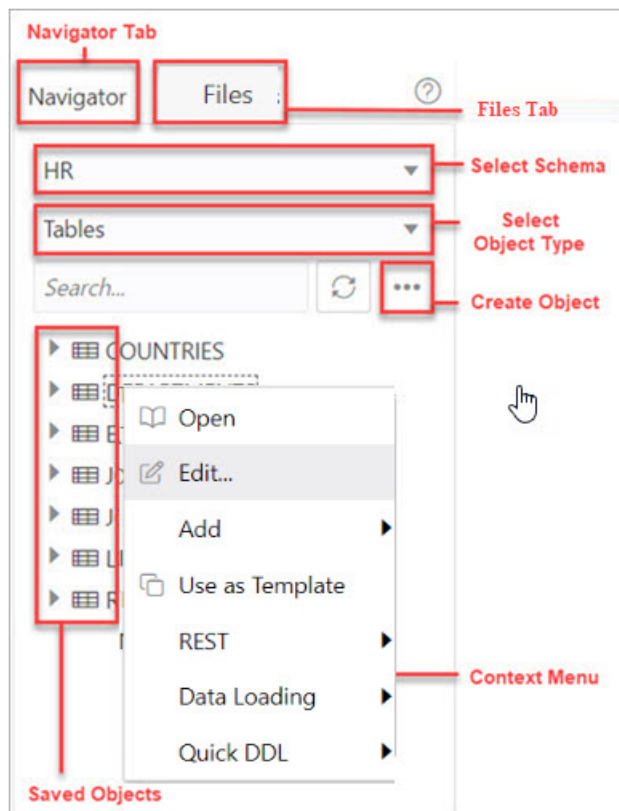 Navigator Tab
Navigator
Files
Files Tab
HR
Select Schema
Tables
Select
Object Type
Search...
Create Object
COUNTRIES
Open
Edit...
Add
Use as Template
REST
Data Loading
Context Menu
Quick DDL
Saved Objects